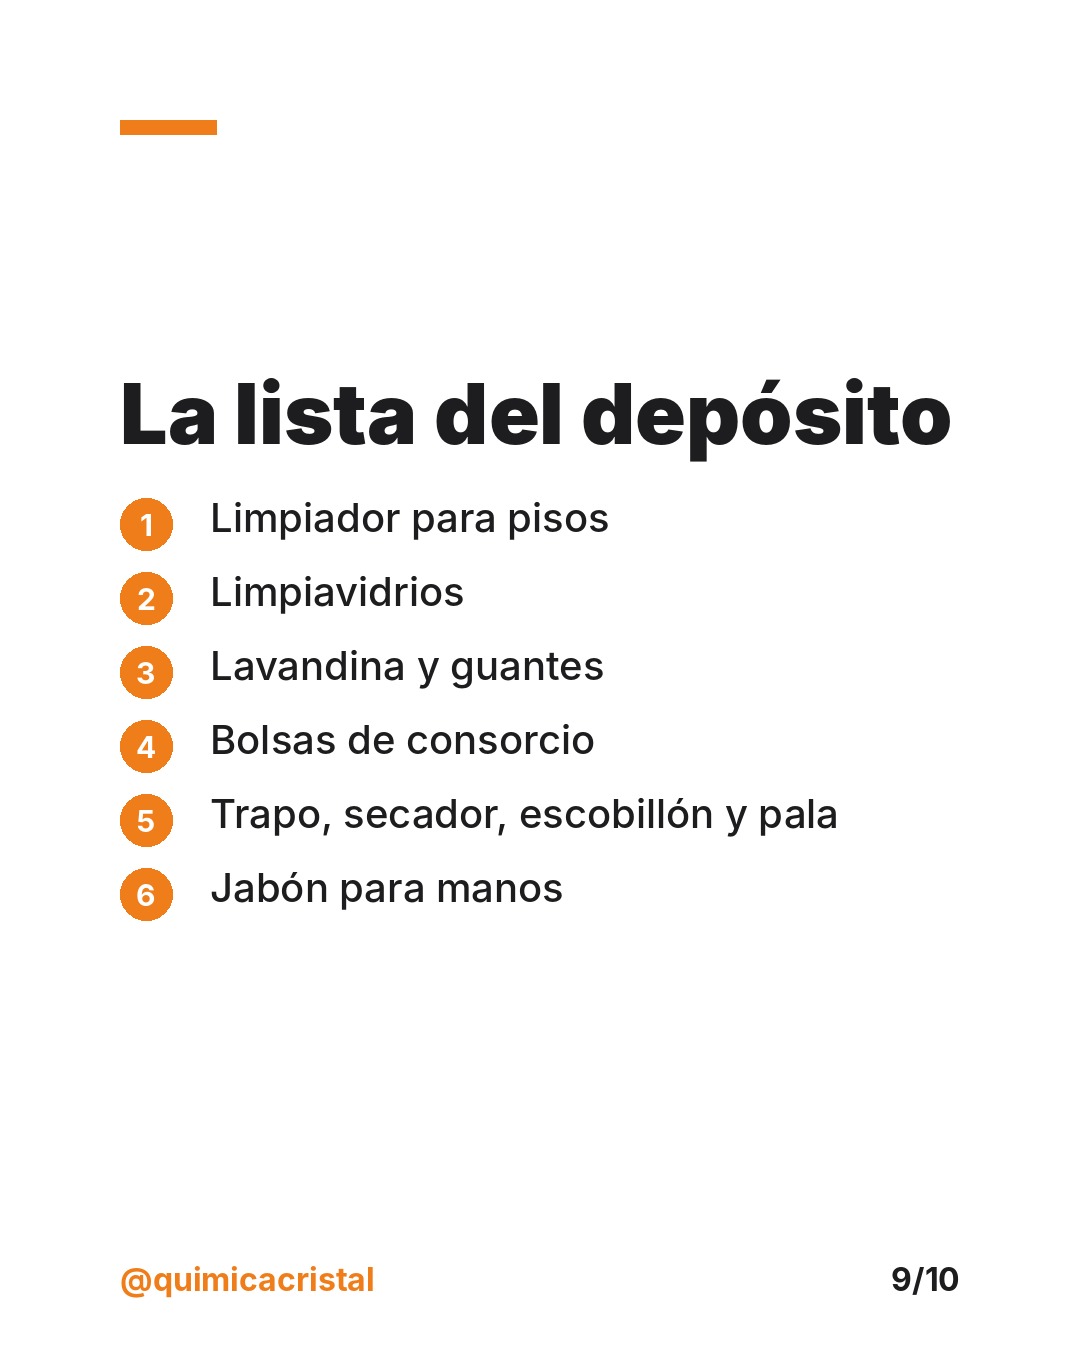 La lista del depósito
1 Limpiador para pisos
2 Limpiavidrios
3 Lavandina y guantes
4 Bolsas de consorcio
5 Trapo, secador, escobillón y pala
6 Jabón para manos
@quimicacristal 9/10